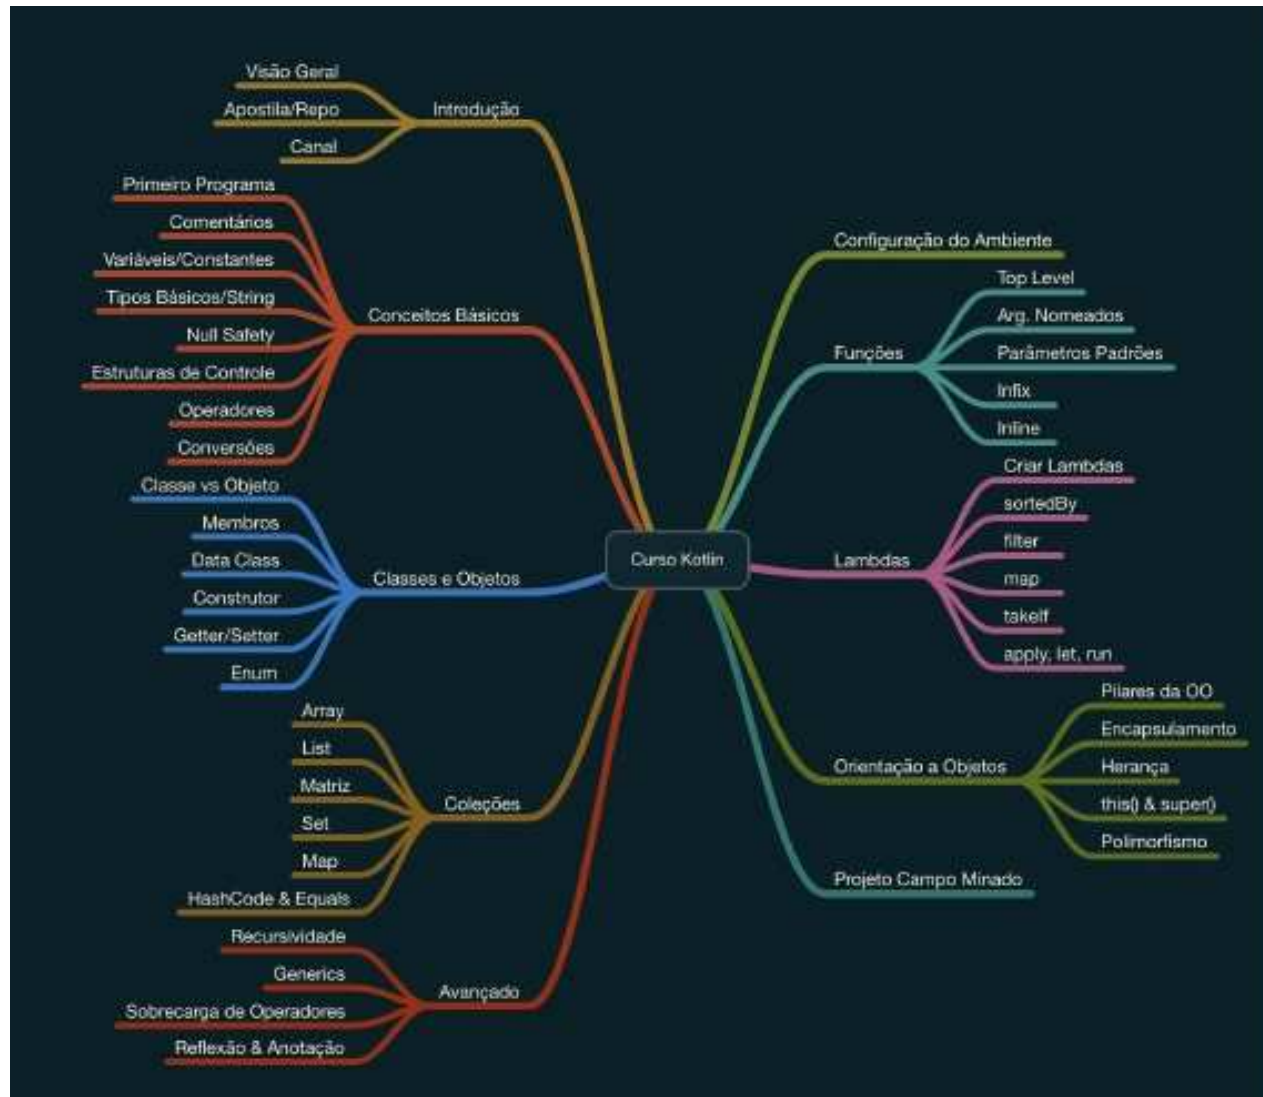 Visão Geral
Apostila/Repo
Introdução
Canal
Primeiro Programa
Comentários
Variáveis/Constantes
Tipos Básicos/String
Conceitos Básicos
Null Safety
Estruturas de Controle
Operadores
Conversões
Classe vs Objeto
Membros
Data Class
Classes e Objetos
Construtor
Getter/Setter
Enum
Array
List
Matriz
Coleções
Set
Map
HashCode & Equals
Recursividade
Generics
Avançado
Sobrecarga de Operadores
Reflexão & Anotação
Curso Kotlin
Configuração do Ambiente
Top Level
Arg. Nomeados
Funções
Parâmetros Padrões
Infix
Inline
Criar Lambdas
sortedBy
filter
Lambdas
map
takeIf
apply, let, run
Pilares da OO
Encapsulamento
Orientação a Objetos
Herança
this() & super()
Polimorfismo
Projeto Campo Minado